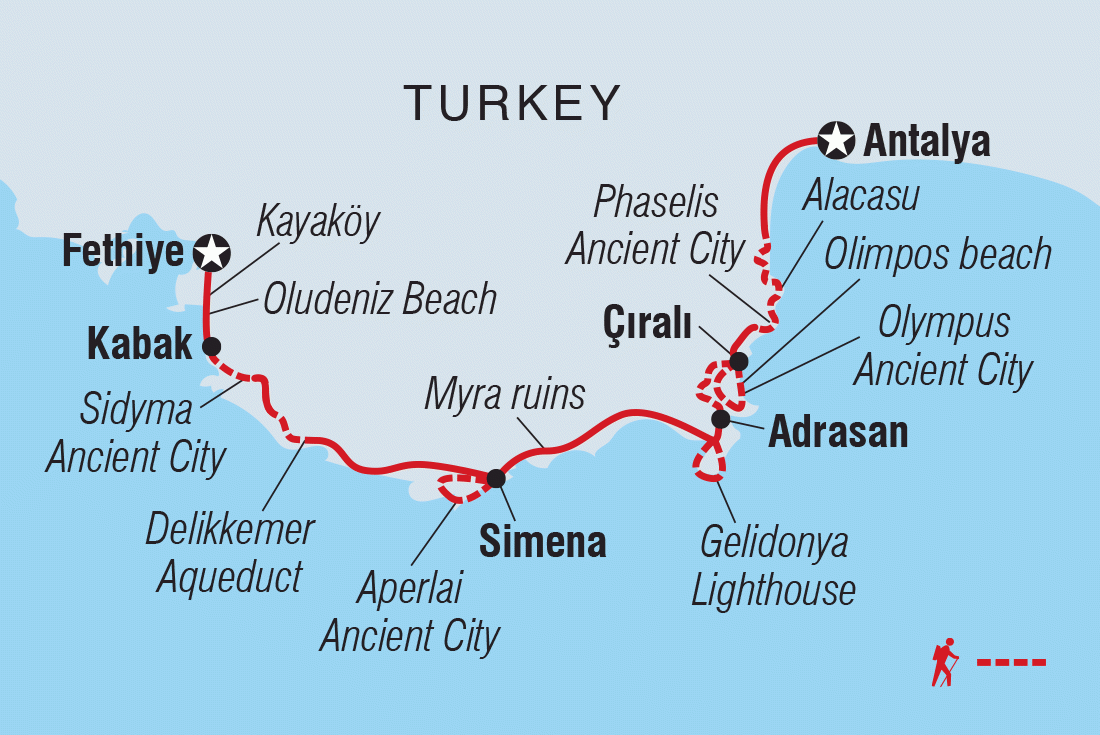 TURKEY
Antalya
Alacasu
Phaselis
Ancient City
Kayaköy
Fethiye
Olimpos beach
Oludeniz Beach
Çıralı
Olympus
Ancient City
Kabak
Myra ruins
Sidyma
Ancient City
Adrasan
Delikkemer
Aqueduct
Simena
Gelidonya
Lighthouse
Aperlai
Ancient City